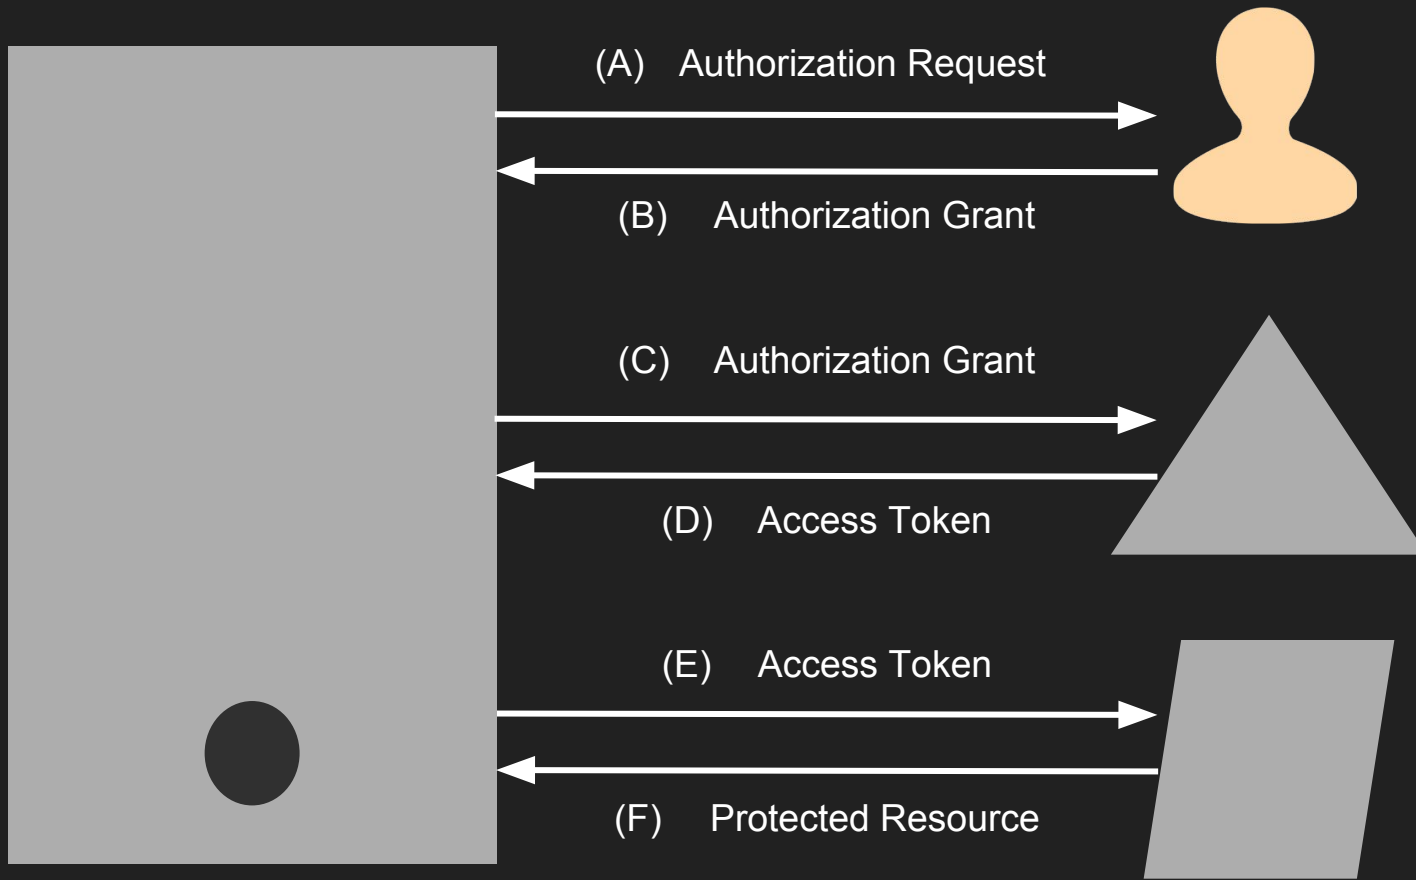 (A) Authorization Request
(B) Authorization Grant
(C) Authorization Grant
(D) Access Token
(E) Access Token
(F) Protected Resource